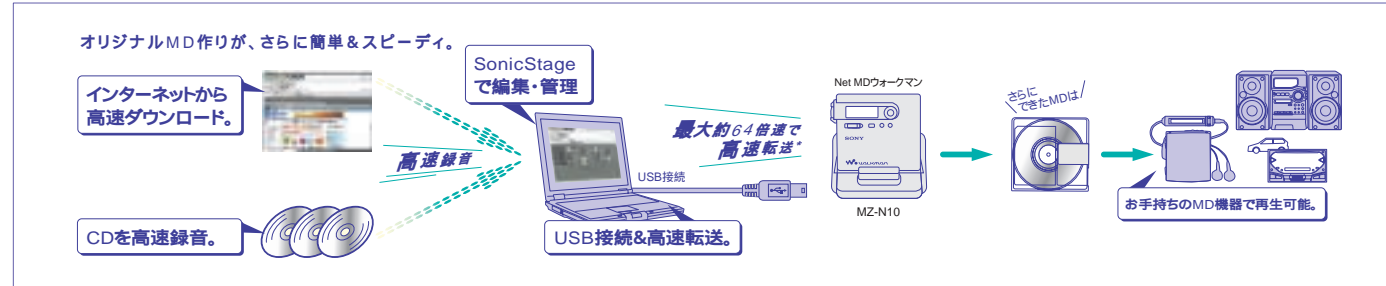 オリジナルMD作りが、さらに簡単&スピーディ。
インターネットから
高速ダウンロード。
CDを高速録音。
高速録音
SonicStage
で編集・管理
USB接続&高速転送。
最大約64倍速で
高速転送*
USB接続
Net MDウォークマン
SONY
WALKMAN
MZ-N10
さらに
できたMDは
お手持ちのMD機器で再生可能。